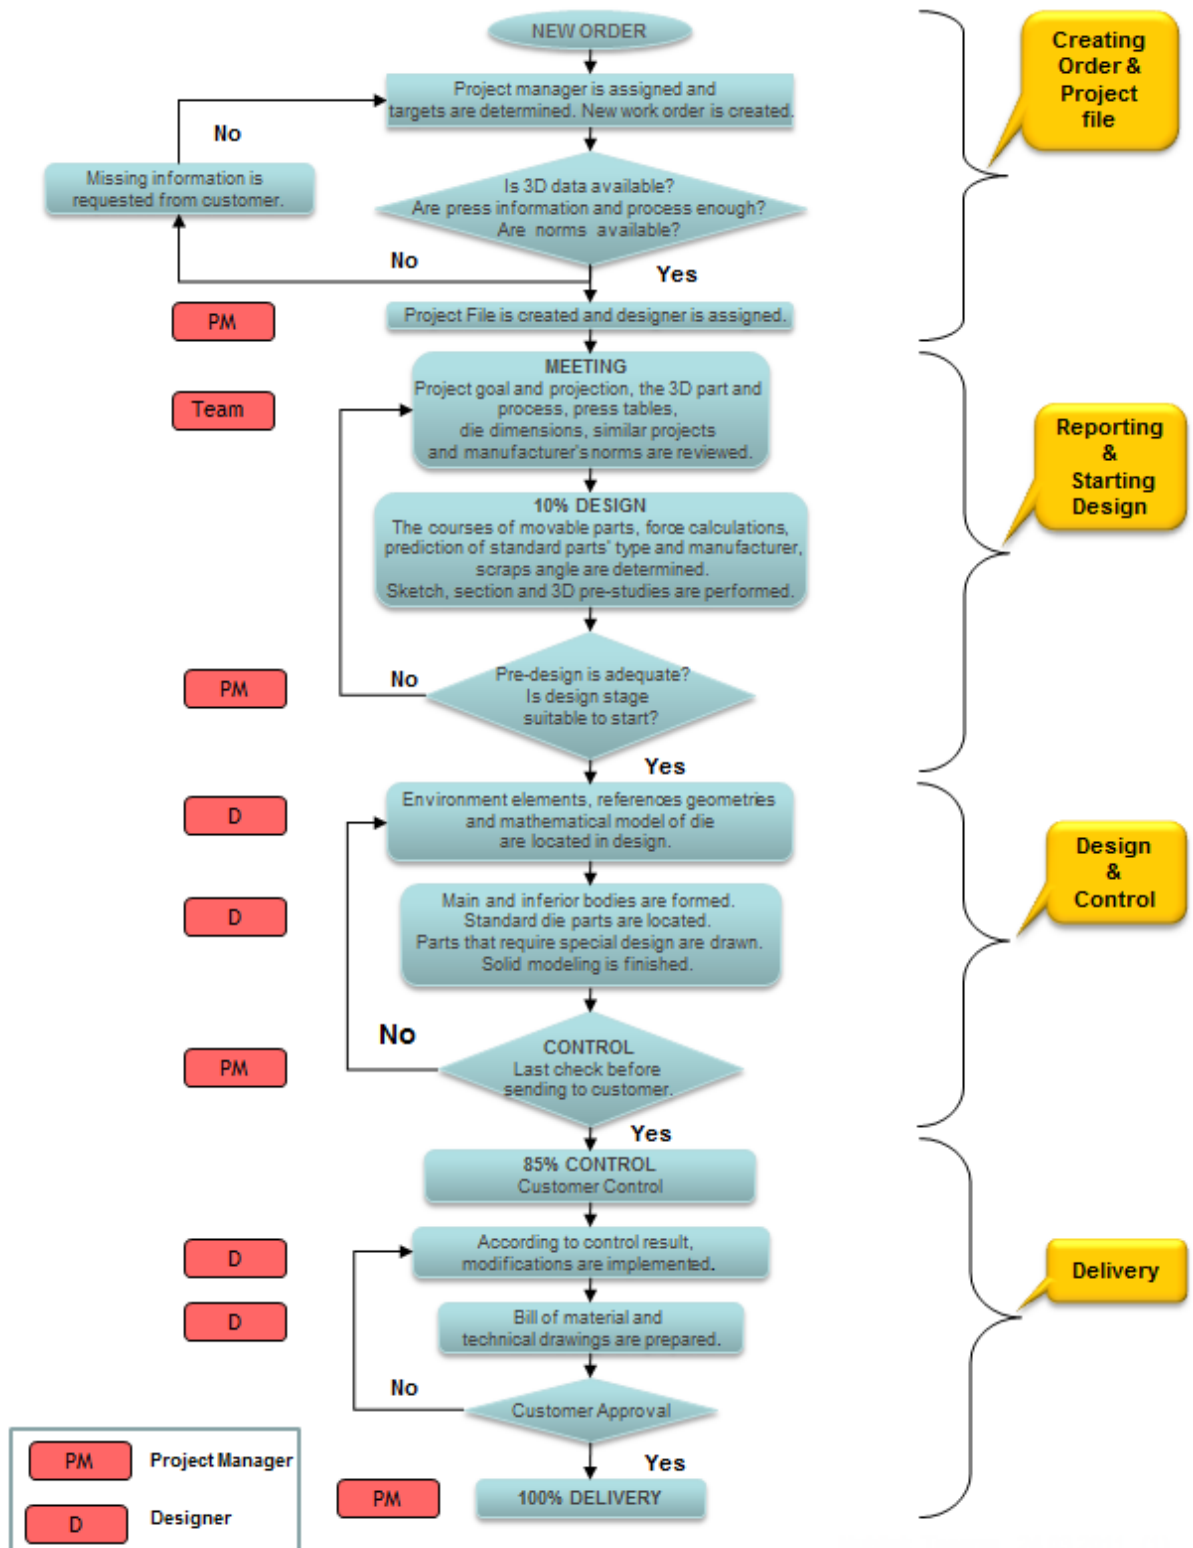 NEW ORDER
Creating
Order &
Project
file
Project manager is assigned and
targets are determined. New work order is created.
No
Missing information is
requested from customer.
Is 3D data available?
Are press information and process enough?
Are norms available?
No
Yes
PM
Project File is created and designer is assigned.
MEETING
Project goal and projection, the 3D part and
process, press tables,
die dimensions, similar projects
and manufacturer's norms are reviewed.
Team
Reporting
&
Starting
Design
10% DESIGN
The courses of movable parts, force calculations,
prediction of standard parts' type and manufacturer,
scraps angle are determined.
Sketch, section and 3D pre-studies are performed.
PM
No
Pre-design is adequate?
Is design stage
suitable to start?
Yes
D
Environment elements, references geometries
and mathematical model of die
are located in design.
Design
&
Control
D
Main and inferior bodies are formed.
Standard die parts are located.
Parts that require special design are drawn.
Solid modeling is finished.
No
PM
CONTROL
Last check before
sending to customer.
Yes
85% CONTROL
Customer Control
D
According to control result,
modifications are implemented.
Delivery
D
Bill of material and
technical drawings are prepared.
No
Customer Approval
Yes
PM
100% DELIVERY
PM Project Manager
D Designer